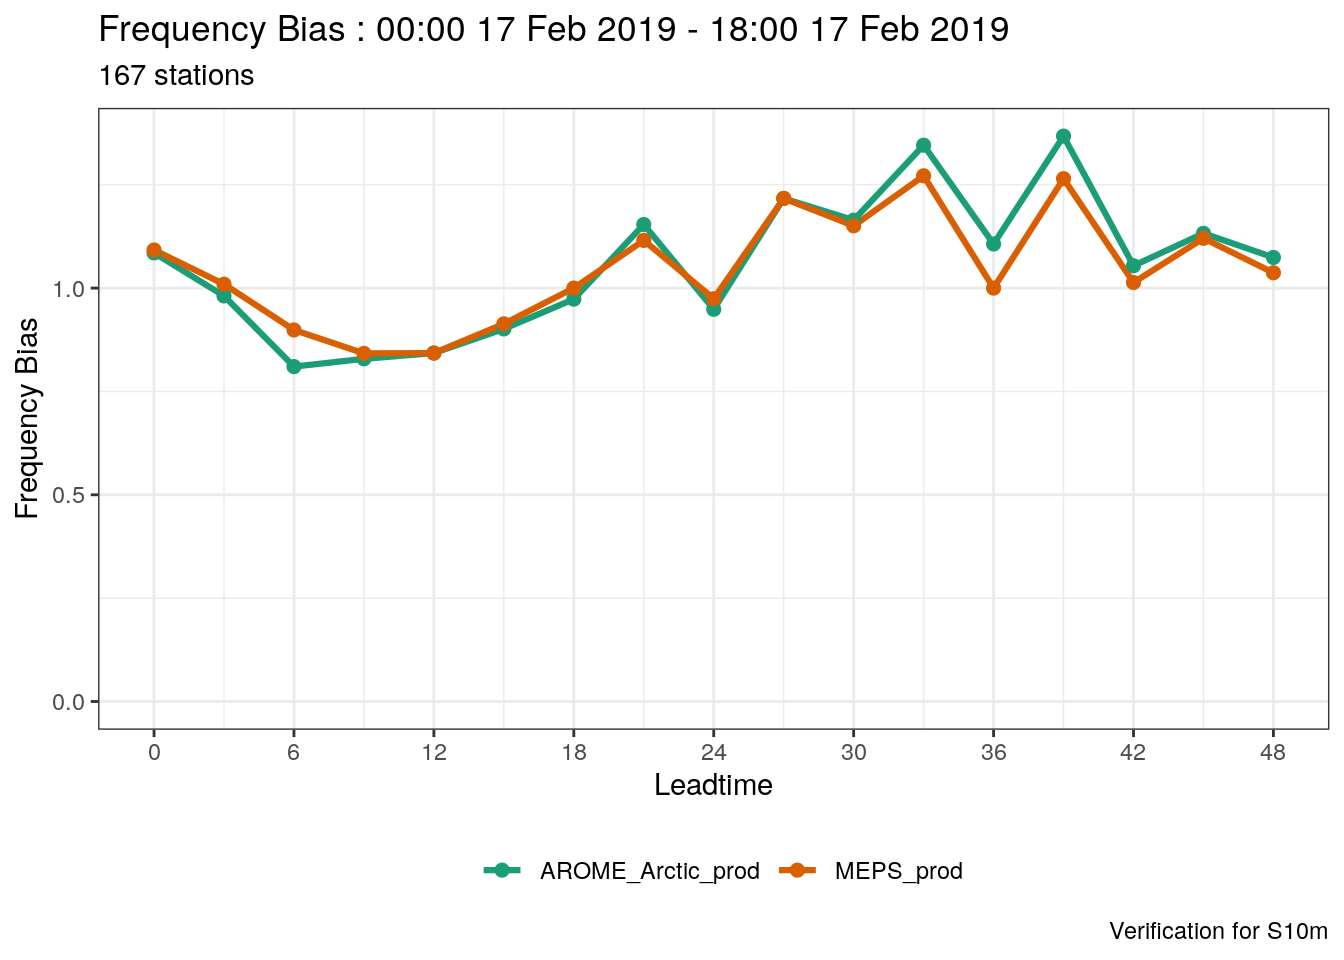 Frequency Bias : 00:00 17 Feb 2019 - 18:00 17 Feb 2019
167 stations
Frequency Bias
1.0
0.5
0.0
0 6 12 18 24 30 36 42 48
Leadtime
AROME_Arctic_prod MEPS_prod
Verification for S10m